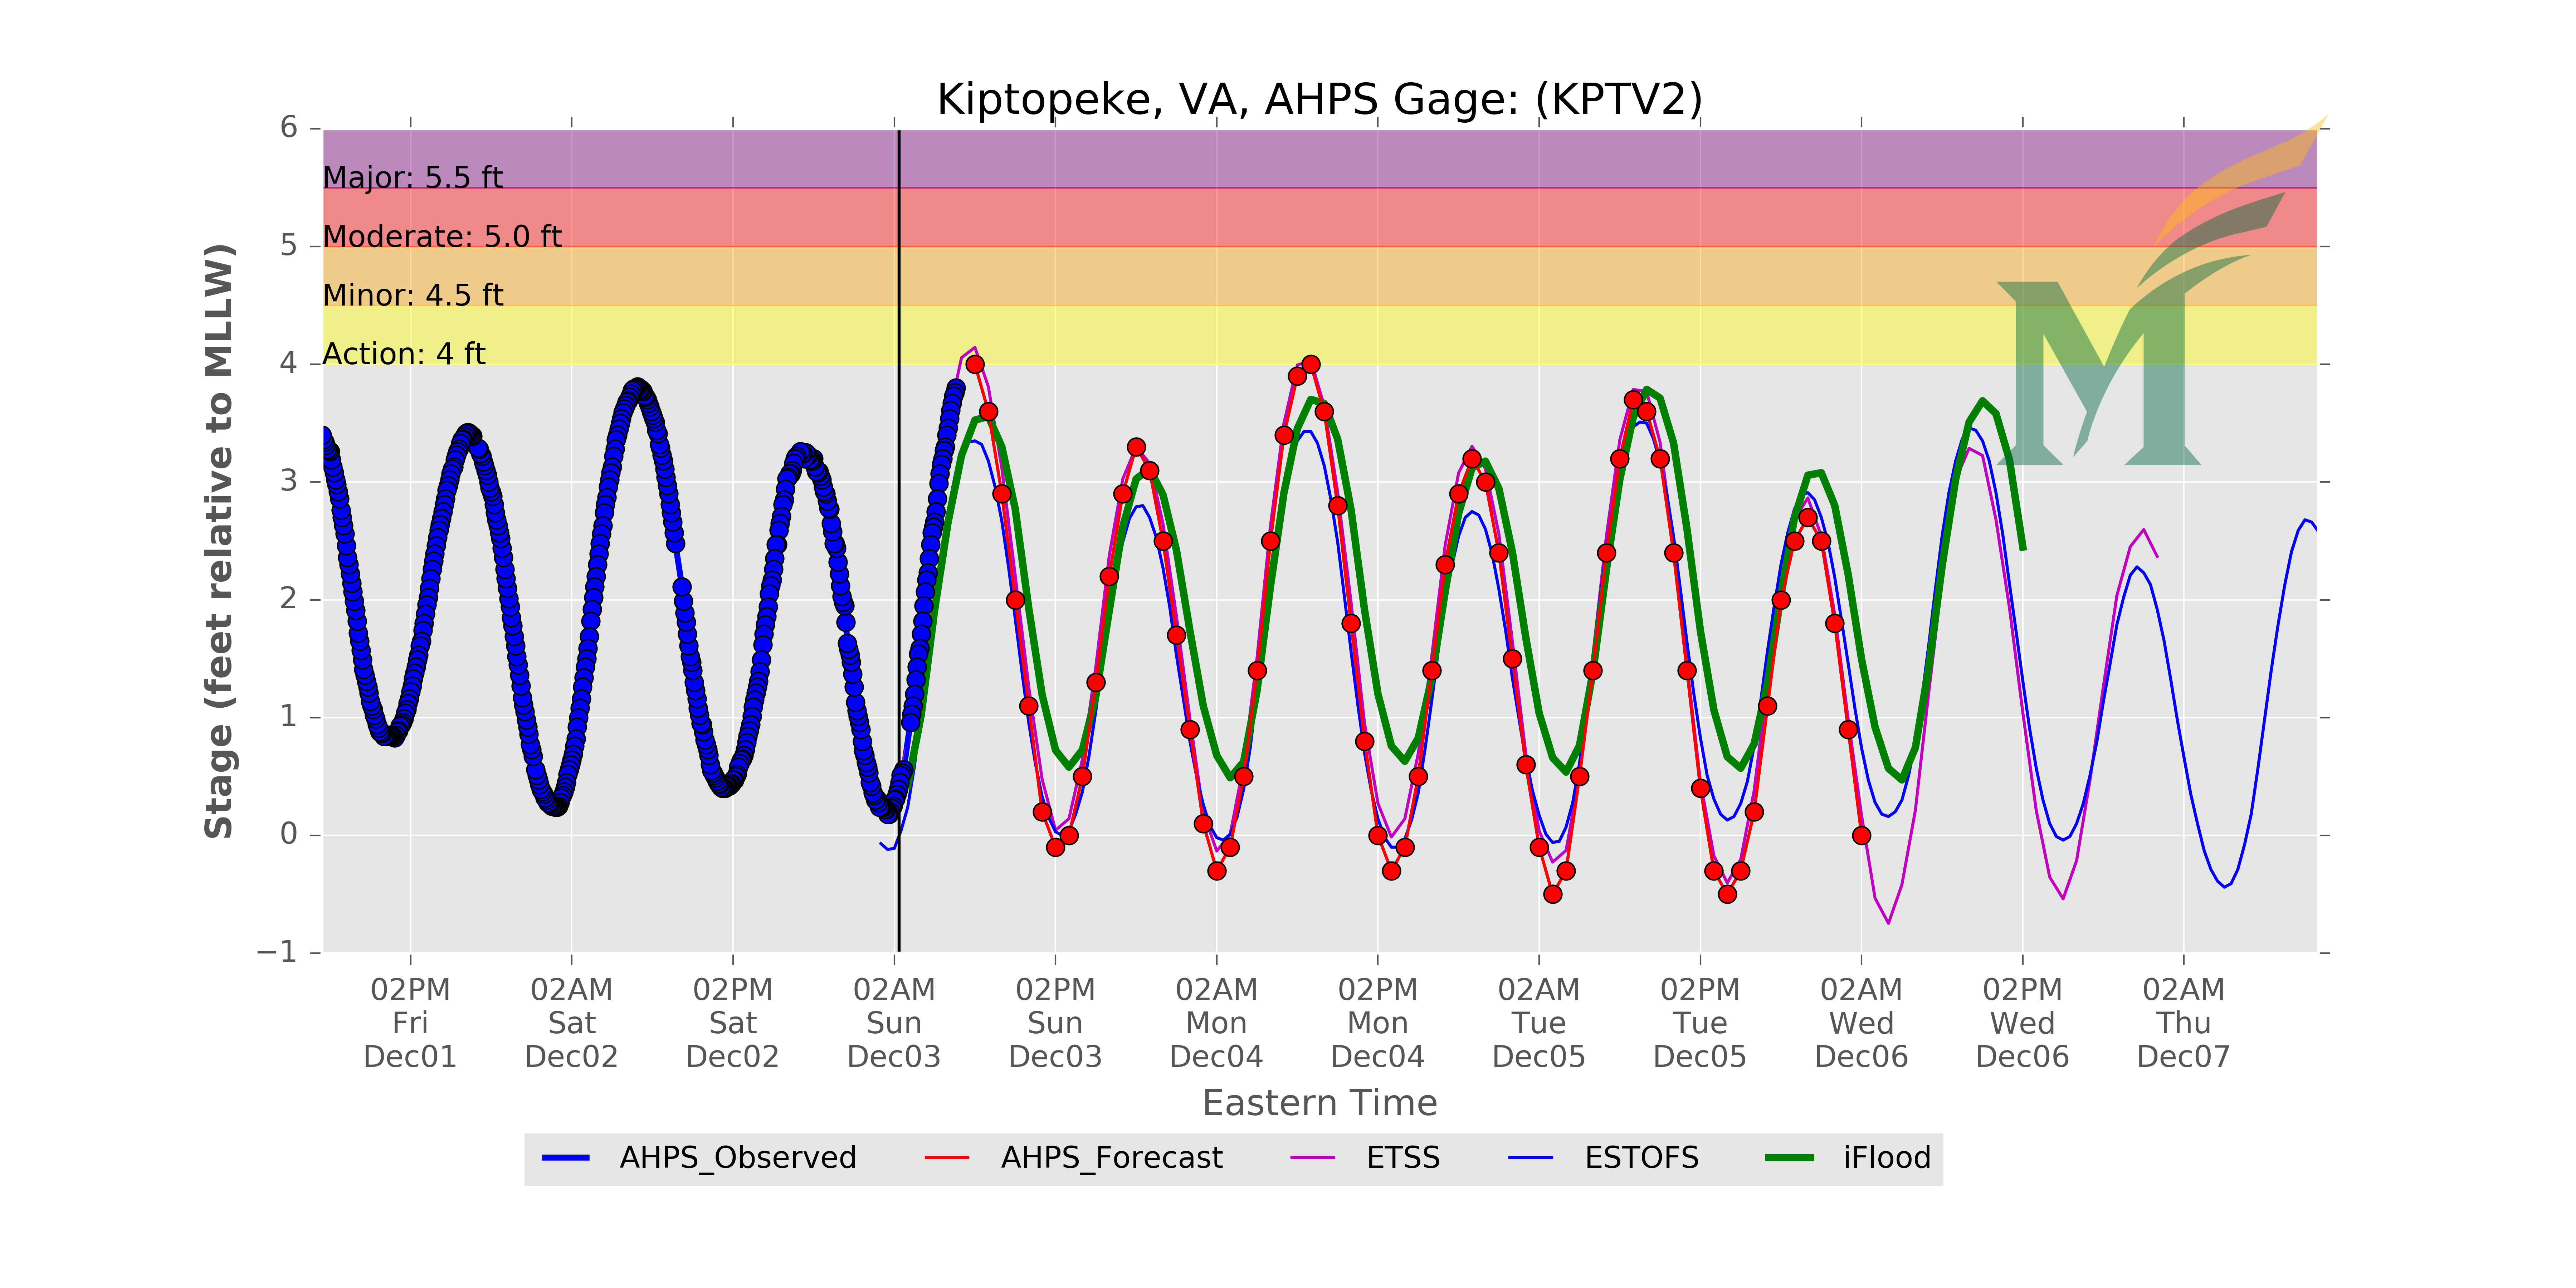 Kiptopeke, VA, AHPS Gage: (KPTV2)
6
5
4
3
2
1
0
−1
Stage (feet relative to MLLW)
Major: 5.5 ft
Moderate: 5.0 ft
Minor: 4.5 ft
Action: 4 ft
M
02PM 02AM 02PM 02AM 02PM 02AM 02PM 02AM 02PM 02AM 02PM 02AM
Fri Sat Sat Sun Sun Mon Mon Tue Tue Wed Wed Thu
Dec01 Dec02 Dec02 Dec03 Dec03 Dec04 Dec04 Dec05 Dec05 Dec06 Dec06 Dec07
Eastern Time
AHPS_Observed AHPS_Forecast ETSS ESTOFS iFlood